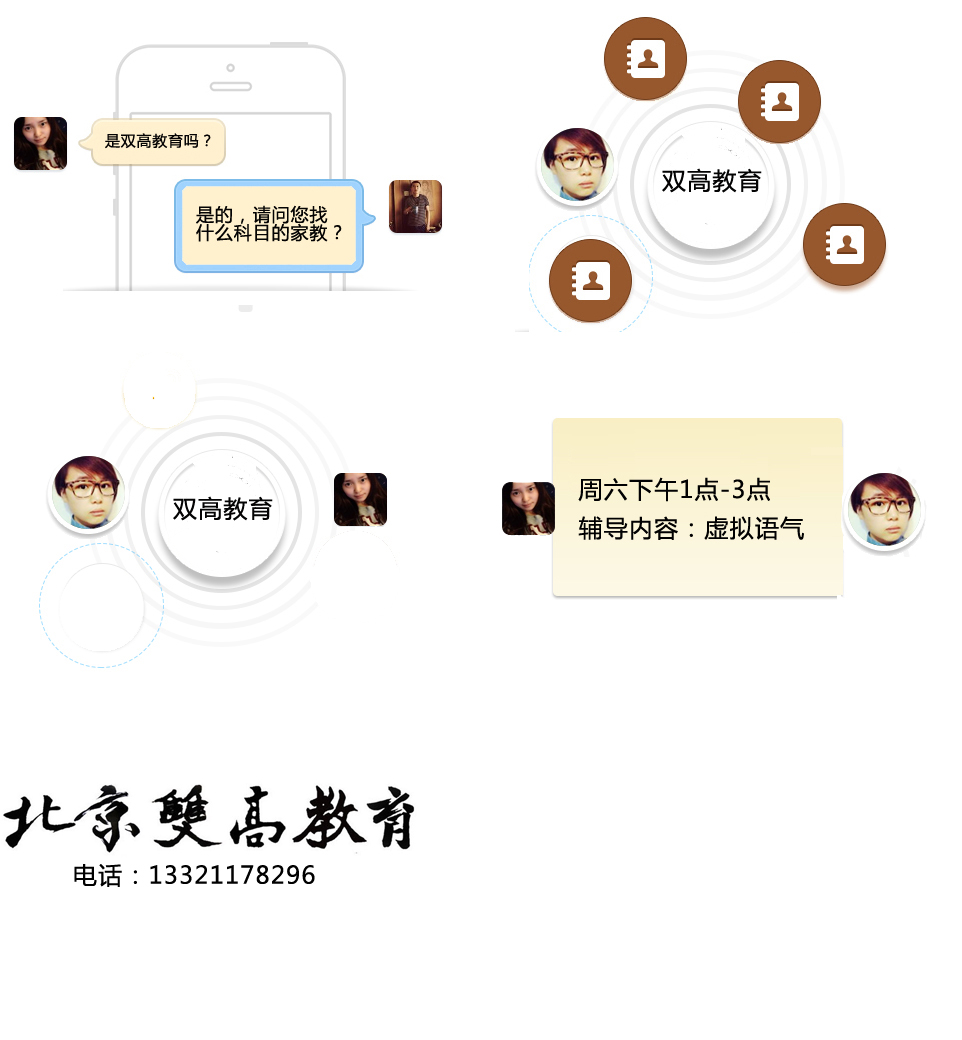 是双高教育吗？
是的，请问您找
什么科目的家教？
双高教育
双高教育
周六下午1点-3点
辅导内容：虚拟语气
北京雙高教育
电话：13321178296